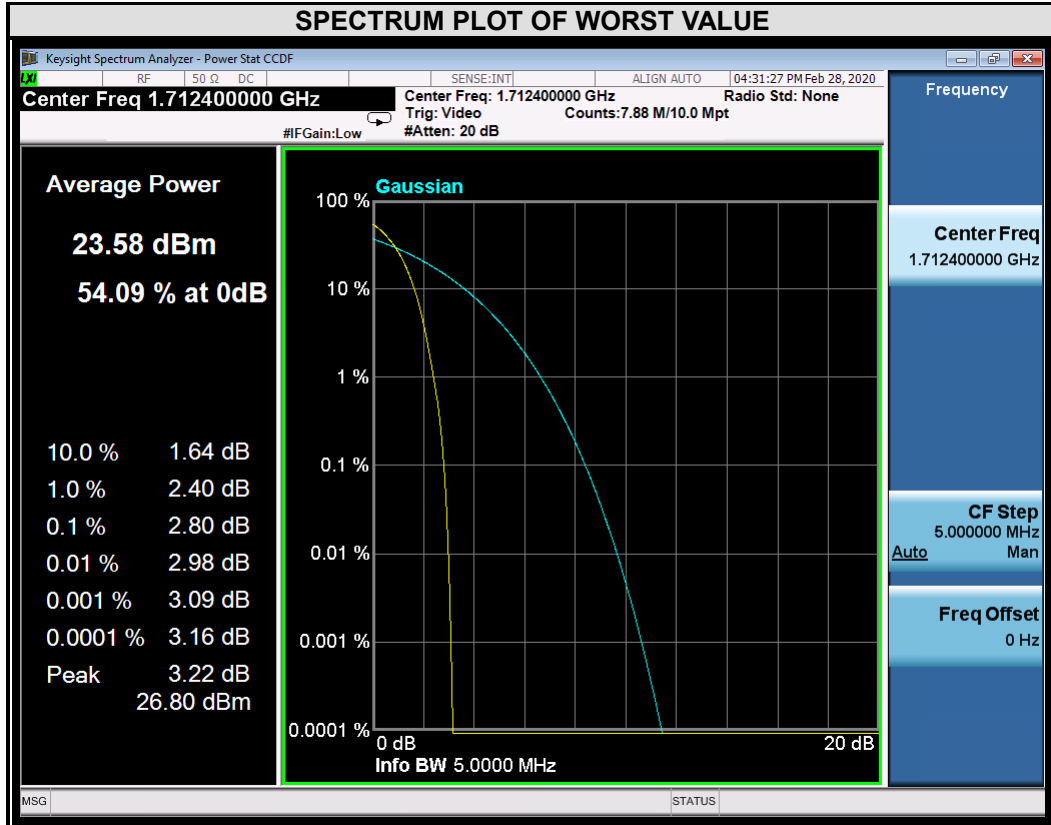 SPECTRUM PLOT OF WORST VALUE
Keysight Spectrum Analyzer - Power Stat CCDF
LXI RF 50 Ω DC SENSE:INT ALIGN AUTO 04:31:27 PM Feb 28, 2020
Center Freq 1.712400000 GHz
Center Freq: 1.712400000 GHz Radio Std: None
Trig: Video Counts:7.88 M/10.0 Mpt
#IFGain:Low #Atten: 20 dB
Average Power
23.58 dBm
54.09 % at 0dB
10.0 % 1.64 dB
1.0 % 2.40 dB
0.1 % 2.80 dB
0.01 % 2.98 dB
0.001 % 3.09 dB
0.0001 % 3.16 dB
Peak 3.22 dB
26.80 dBm
Gaussian
100 %
10 %
1 %
0.1 %
0.01 %
0.001 %
0.0001 %
0 dB 20 dB
Info BW 5.0000 MHz
Frequency
Center Freq
1.712400000 GHz
CF Step
5.000000 MHz
Auto Man
Freq Offset
0 Hz
MSG STATUS